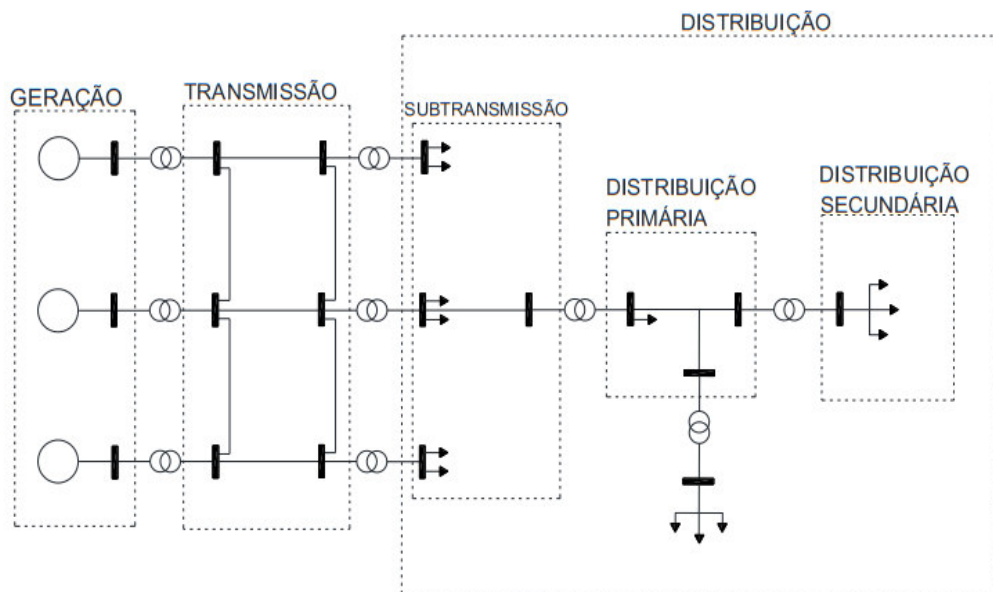 DISTRIBUIÇÃO
GERAÇÃO
TRANSMISSÃO
SUBTRANSMISSÃO
DISTRIBUIÇÃO
PRIMÁRIA
DISTRIBUIÇÃO
SECUNDÁRIA